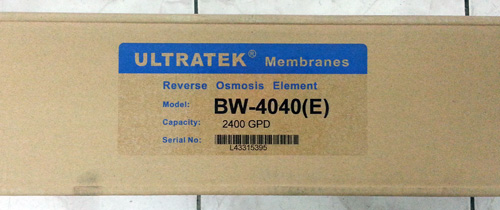 ULTRATEK® Membranes
Reverse Osmosis Element
Model: BW-4040(E)
Capacity: 2400 GPD
Serial No:
L43315395